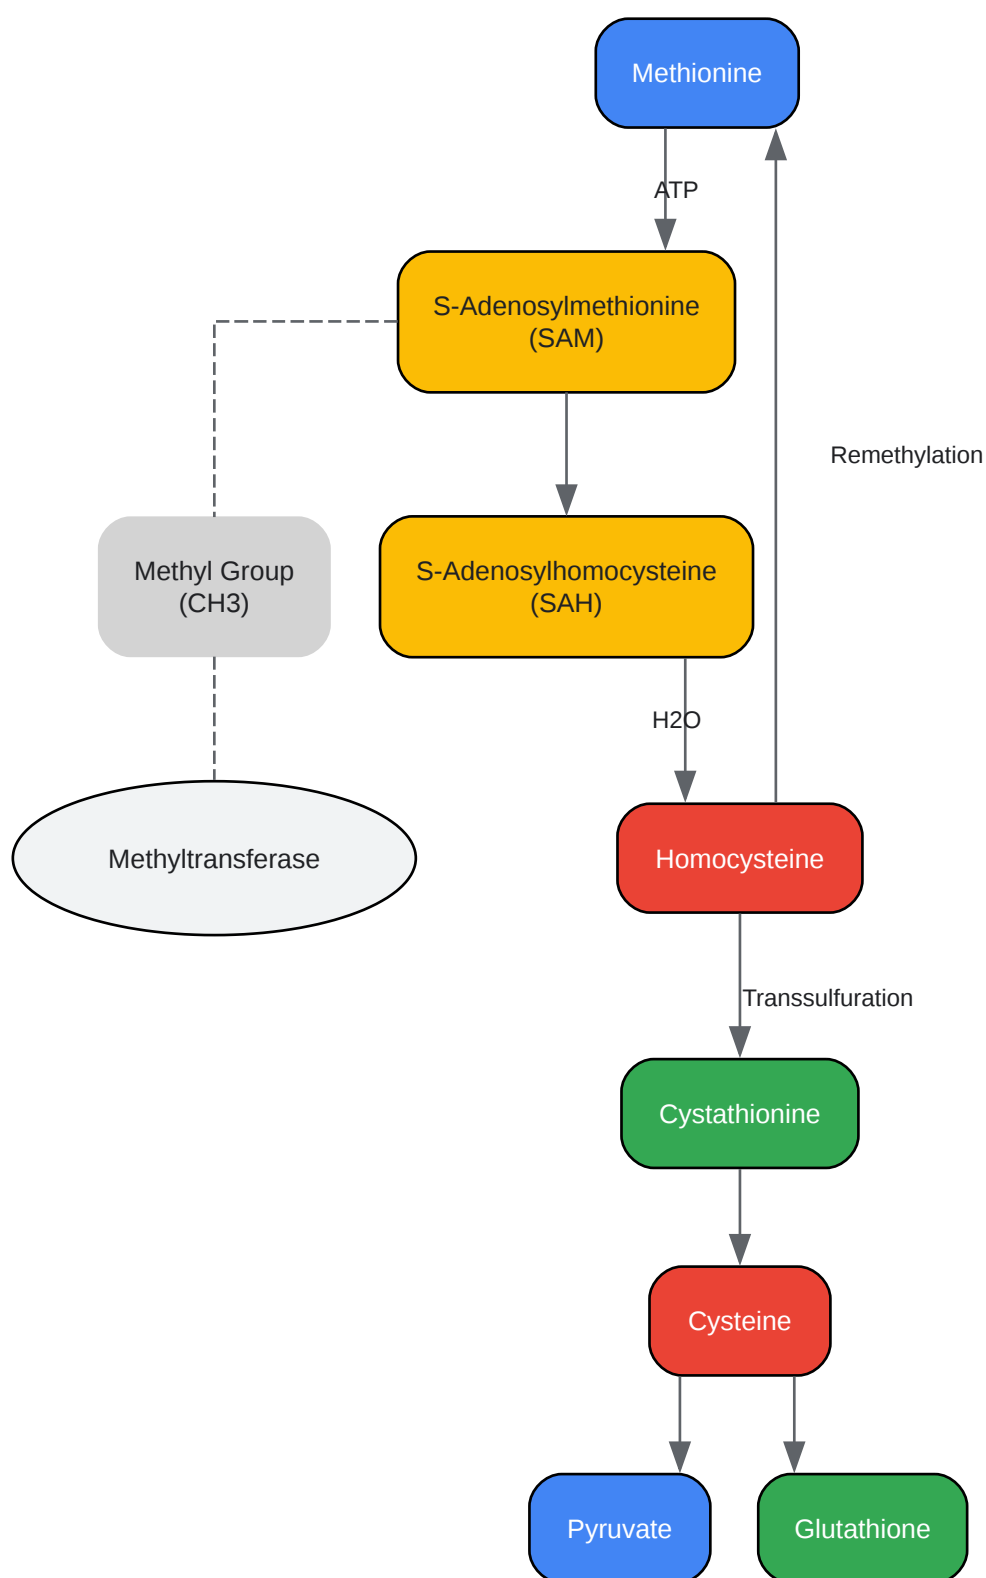 Methionine
ATP
S-Adenosylmethionine
(SAM)
Remethylation
Methyl Group
(CH3)
S-Adenosylhomocysteine
(SAH)
H2O
Methyltransferase
Homocysteine
Transsulfuration
Cystathionine
Cysteine
Pyruvate
Glutathione